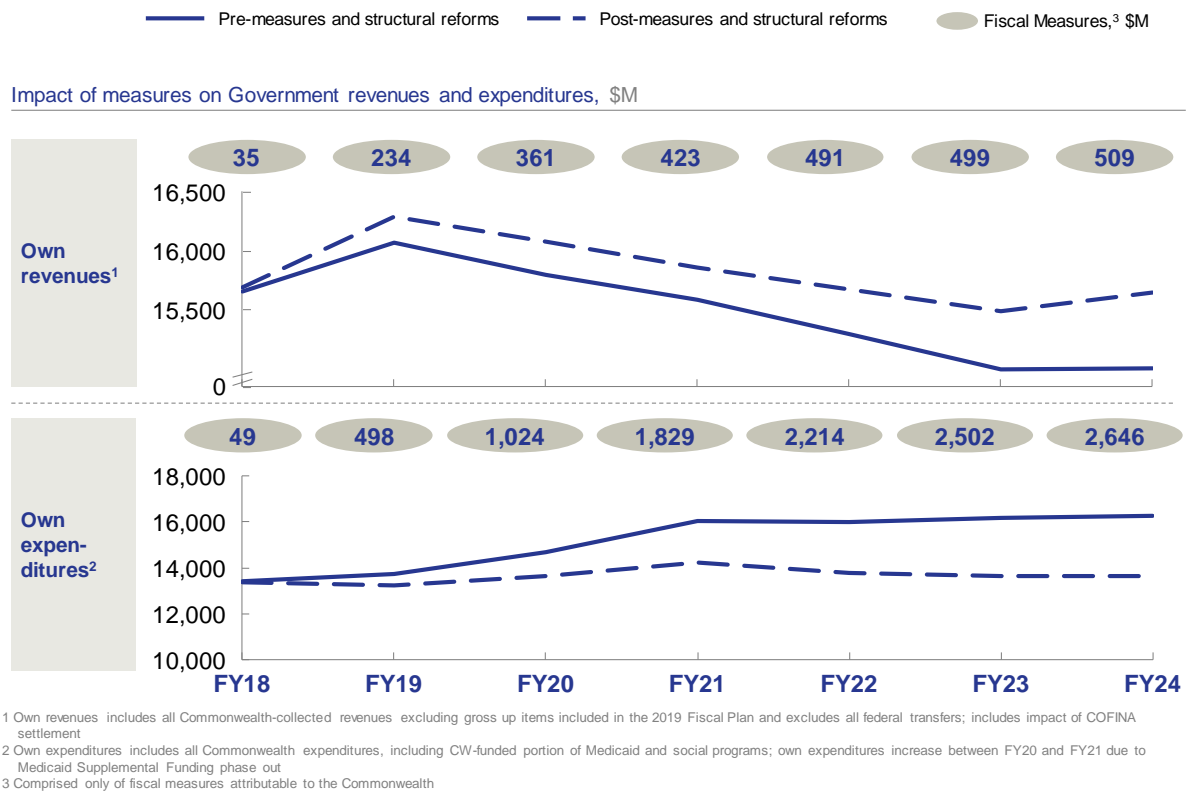 Pre-measures and structural reforms Post-measures and structural reforms Fiscal Measures,³ $M
Impact of measures on Government revenues and expenditures, $M
35 234 361 423 491 499 509
16,500
16,000
Own
revenues¹
15,500
0
49 498 1,024 1,829 2,214 2,502 2,646
18,000
16,000
Own
expen-
ditures²
14,000
12,000
10,000
FY18 FY19 FY20 FY21 FY22 FY23 FY24
1 Own revenues includes all Commonwealth-collected revenues excluding gross up items included in the 2019 Fiscal Plan and excludes all federal transfers; includes impact of COFINA
settlement
2 Own expenditures includes all Commonwealth expenditures, including CW-funded portion of Medicaid and social programs; own expenditures increase between FY20 and FY21 due to
Medicaid Supplemental Funding phase out
3 Comprised only of fiscal measures attributable to the Commonwealth